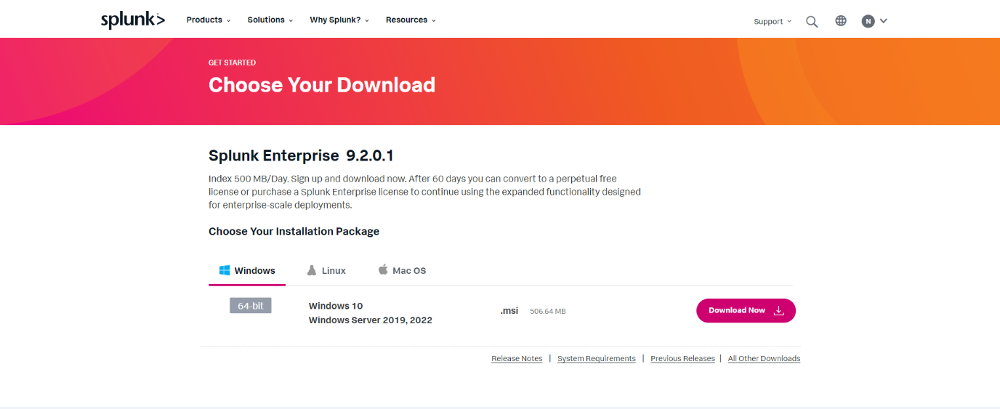 splunk> Products Solutions Why Splunk? Resources Support N
GET STARTED
Choose Your Download
Splunk Enterprise 9.2.0.1
Index 500 MB/Day. Sign up and download now. After 60 days you can convert to a perpetual free
license or purchase a Splunk Enterprise license to continue using the expanded functionality designed
for enterprise-scale deployments.
Choose Your Installation Package
Windows Linux Mac OS
64-bit
Windows 10
Windows Server 2019, 2022
.msi 506.64 MB
Download Now
Release Notes | System Requirements | Previous Releases | All Other Downloads